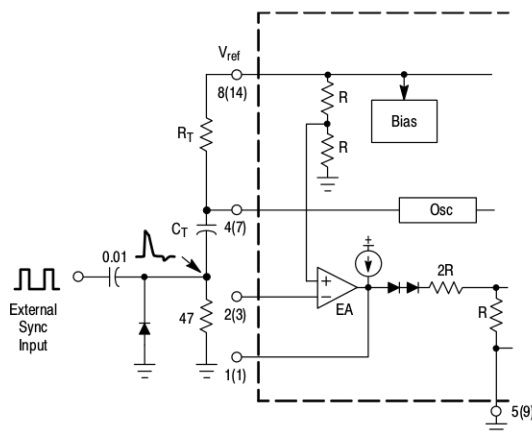 Vref
8(14)
R
Bias
RT
R
CT
4(7)
Osc
0.01
+
2R
External
Sync
Input
47
2(3)
+
−
EA
R
1(1)
5(9)